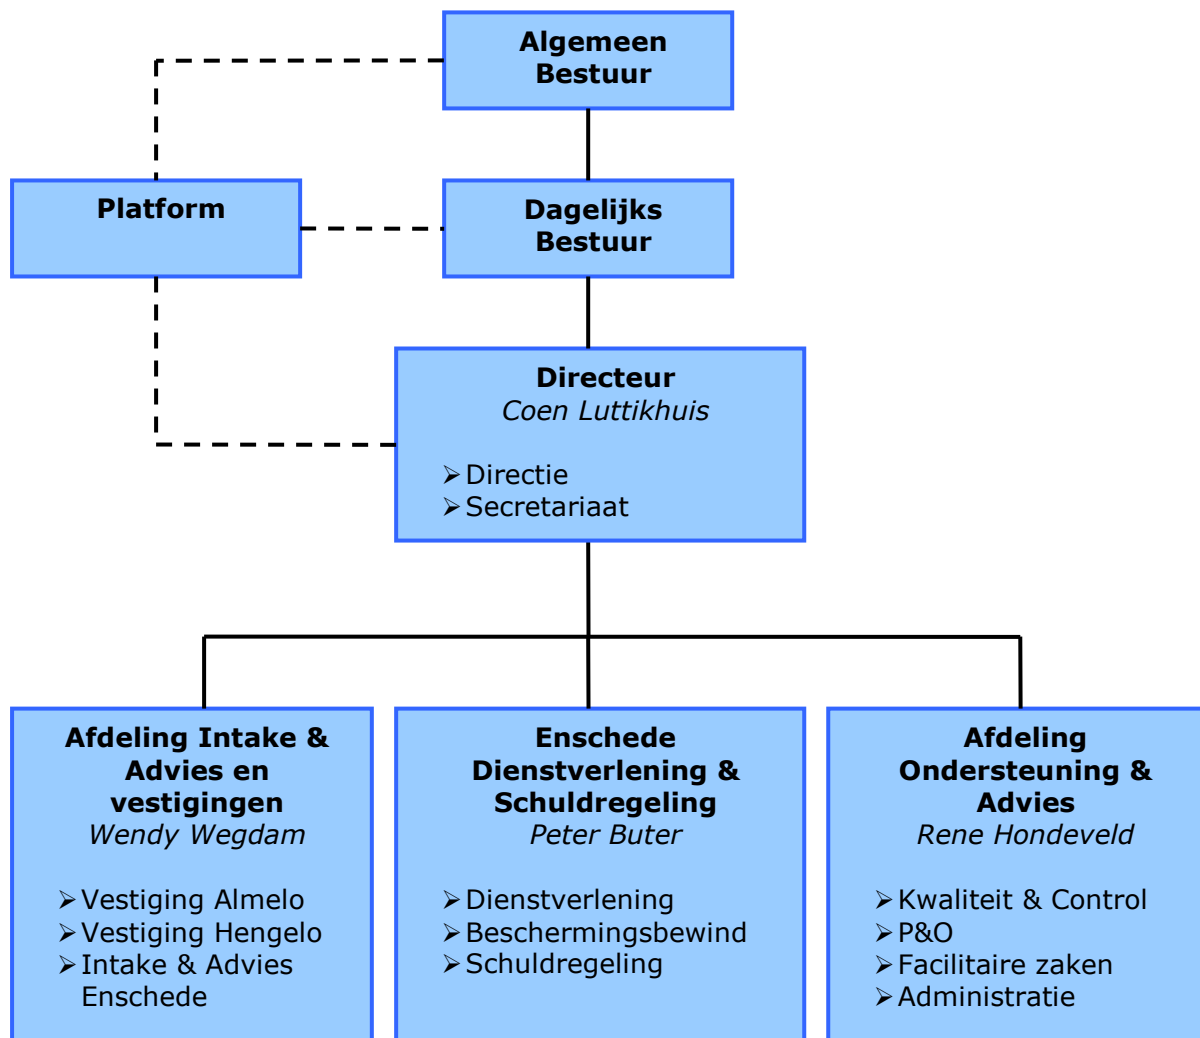 Algemeen
Bestuur
Platform
Dagelijks
Bestuur
Directeur
Coen Luttikhuis
➢ Directie
➢ Secretariaat
Afdeling Intake &
Advies en
vestigingen
Wendy Wegdam
➢ Vestiging Almelo
➢ Vestiging Hengelo
➢ Intake & Advies
Enschede
Enschede
Dienstverlening &
Schuldregeling
Peter Buter
➢ Dienstverlening
➢ Beschermingsbewind
➢ Schuldregeling
Afdeling
Ondersteuning &
Advies
Rene Hondeveld
➢ Kwaliteit & Control
➢ P&O
➢ Facilitaire zaken
➢ Administratie